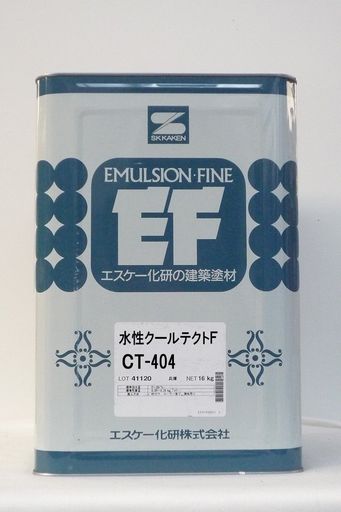 SK KAKEN
EMULSION·FINE
EF
エスケー化研の建築塗材
水性クールテクトF
CT-404
LOT 41120 兵庫 NET 16 kg
エスケー化研株式会社